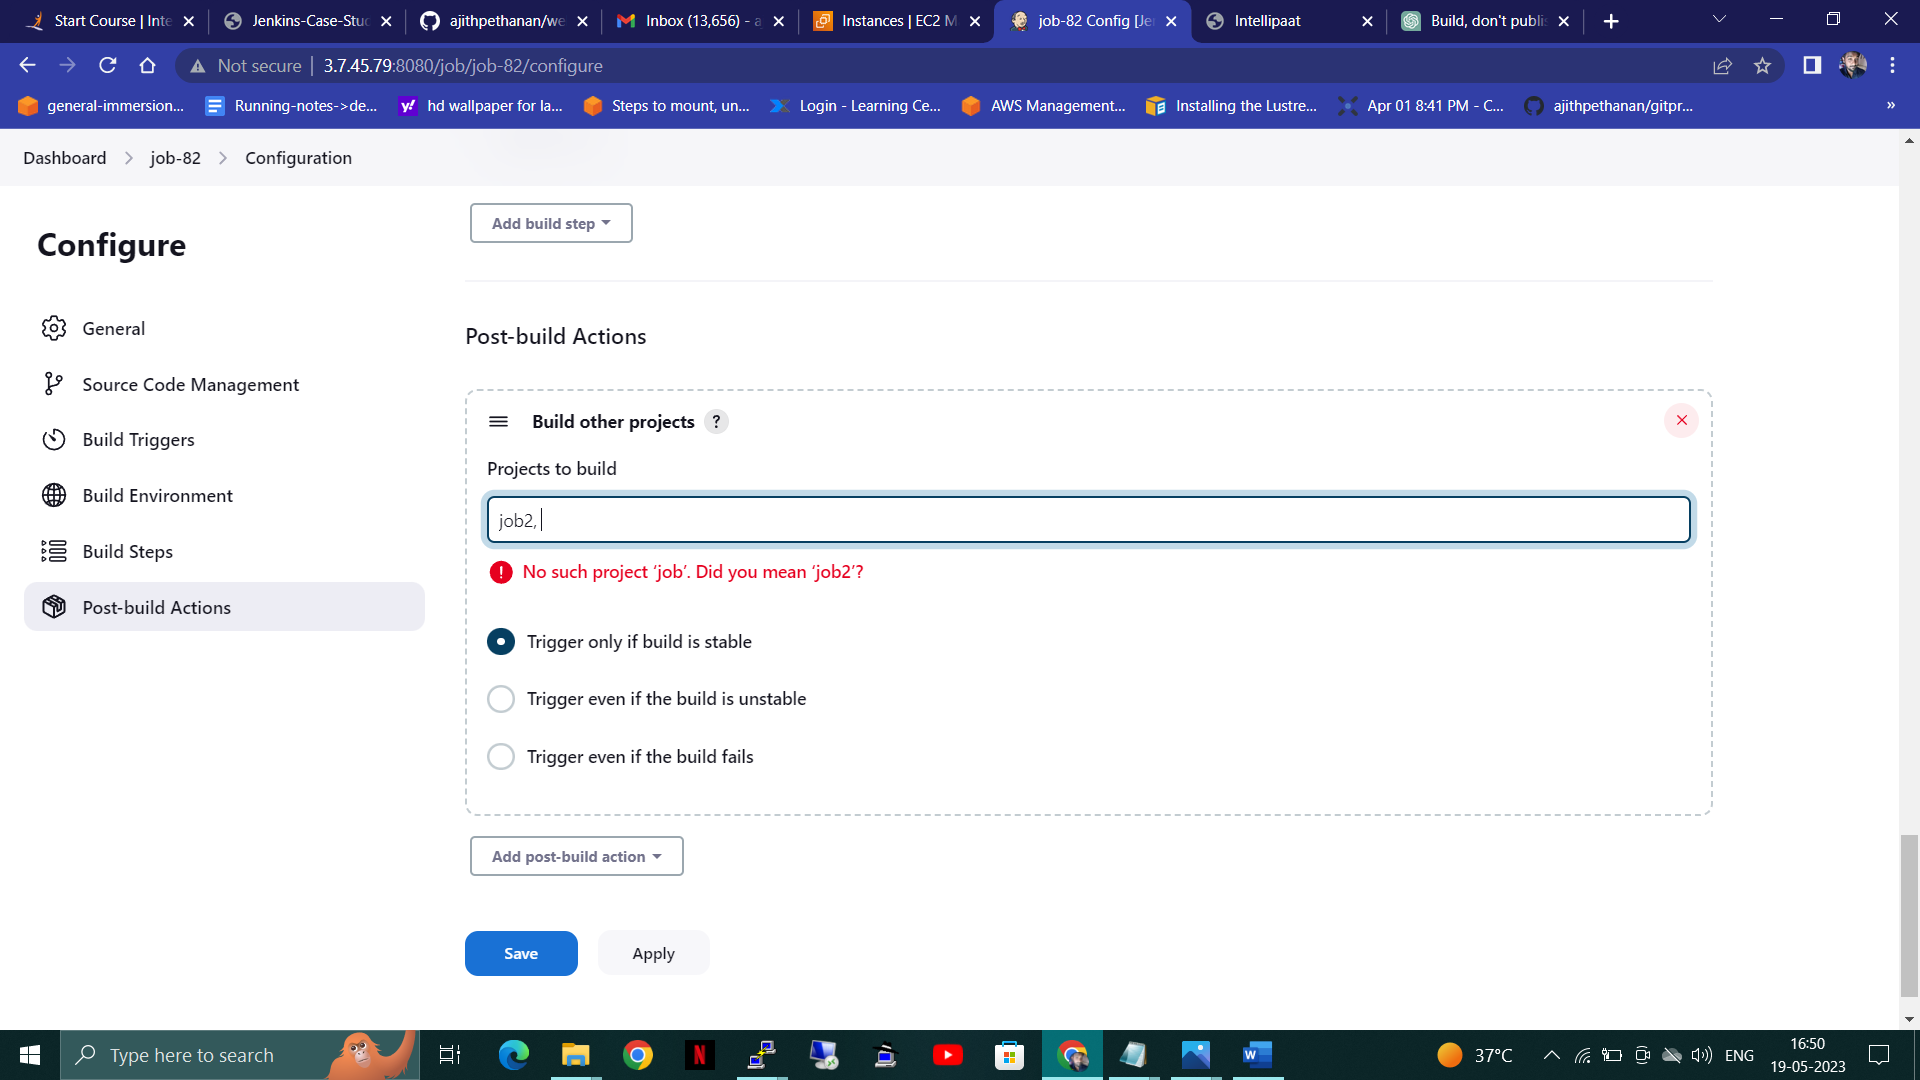 Start Course | Inte
Jenkins-Case-Stud
ajithpethanan/we
Inbox (13,656) - a
Instances | EC2 M
job-82 Config [Je
Intellipaat
Build, don't publis
Not secure
3.7.45.79:8080/job/job-82/configure
general-immersion...
Running-notes->de...
hd wallpaper for la...
Steps to mount, un...
Login - Learning Ce...
AWS Management...
Installing the Lustre...
Apr 01 8:41 PM - C...
ajithpethanan/gitpr...
»
Dashboard
job-82
Configuration
Configure
General
Source Code Management
Build Triggers
Build Environment
Build Steps
Post-build Actions
Add build step
Post-build Actions
Build other projects ?
Projects to build
job2,
No such project ‘job’. Did you mean ‘job2’?
Trigger only if build is stable
Trigger even if the build is unstable
Trigger even if the build fails
Add post-build action
Save
Apply
Type here to search
37°C
ENG
16:50
19-05-2023